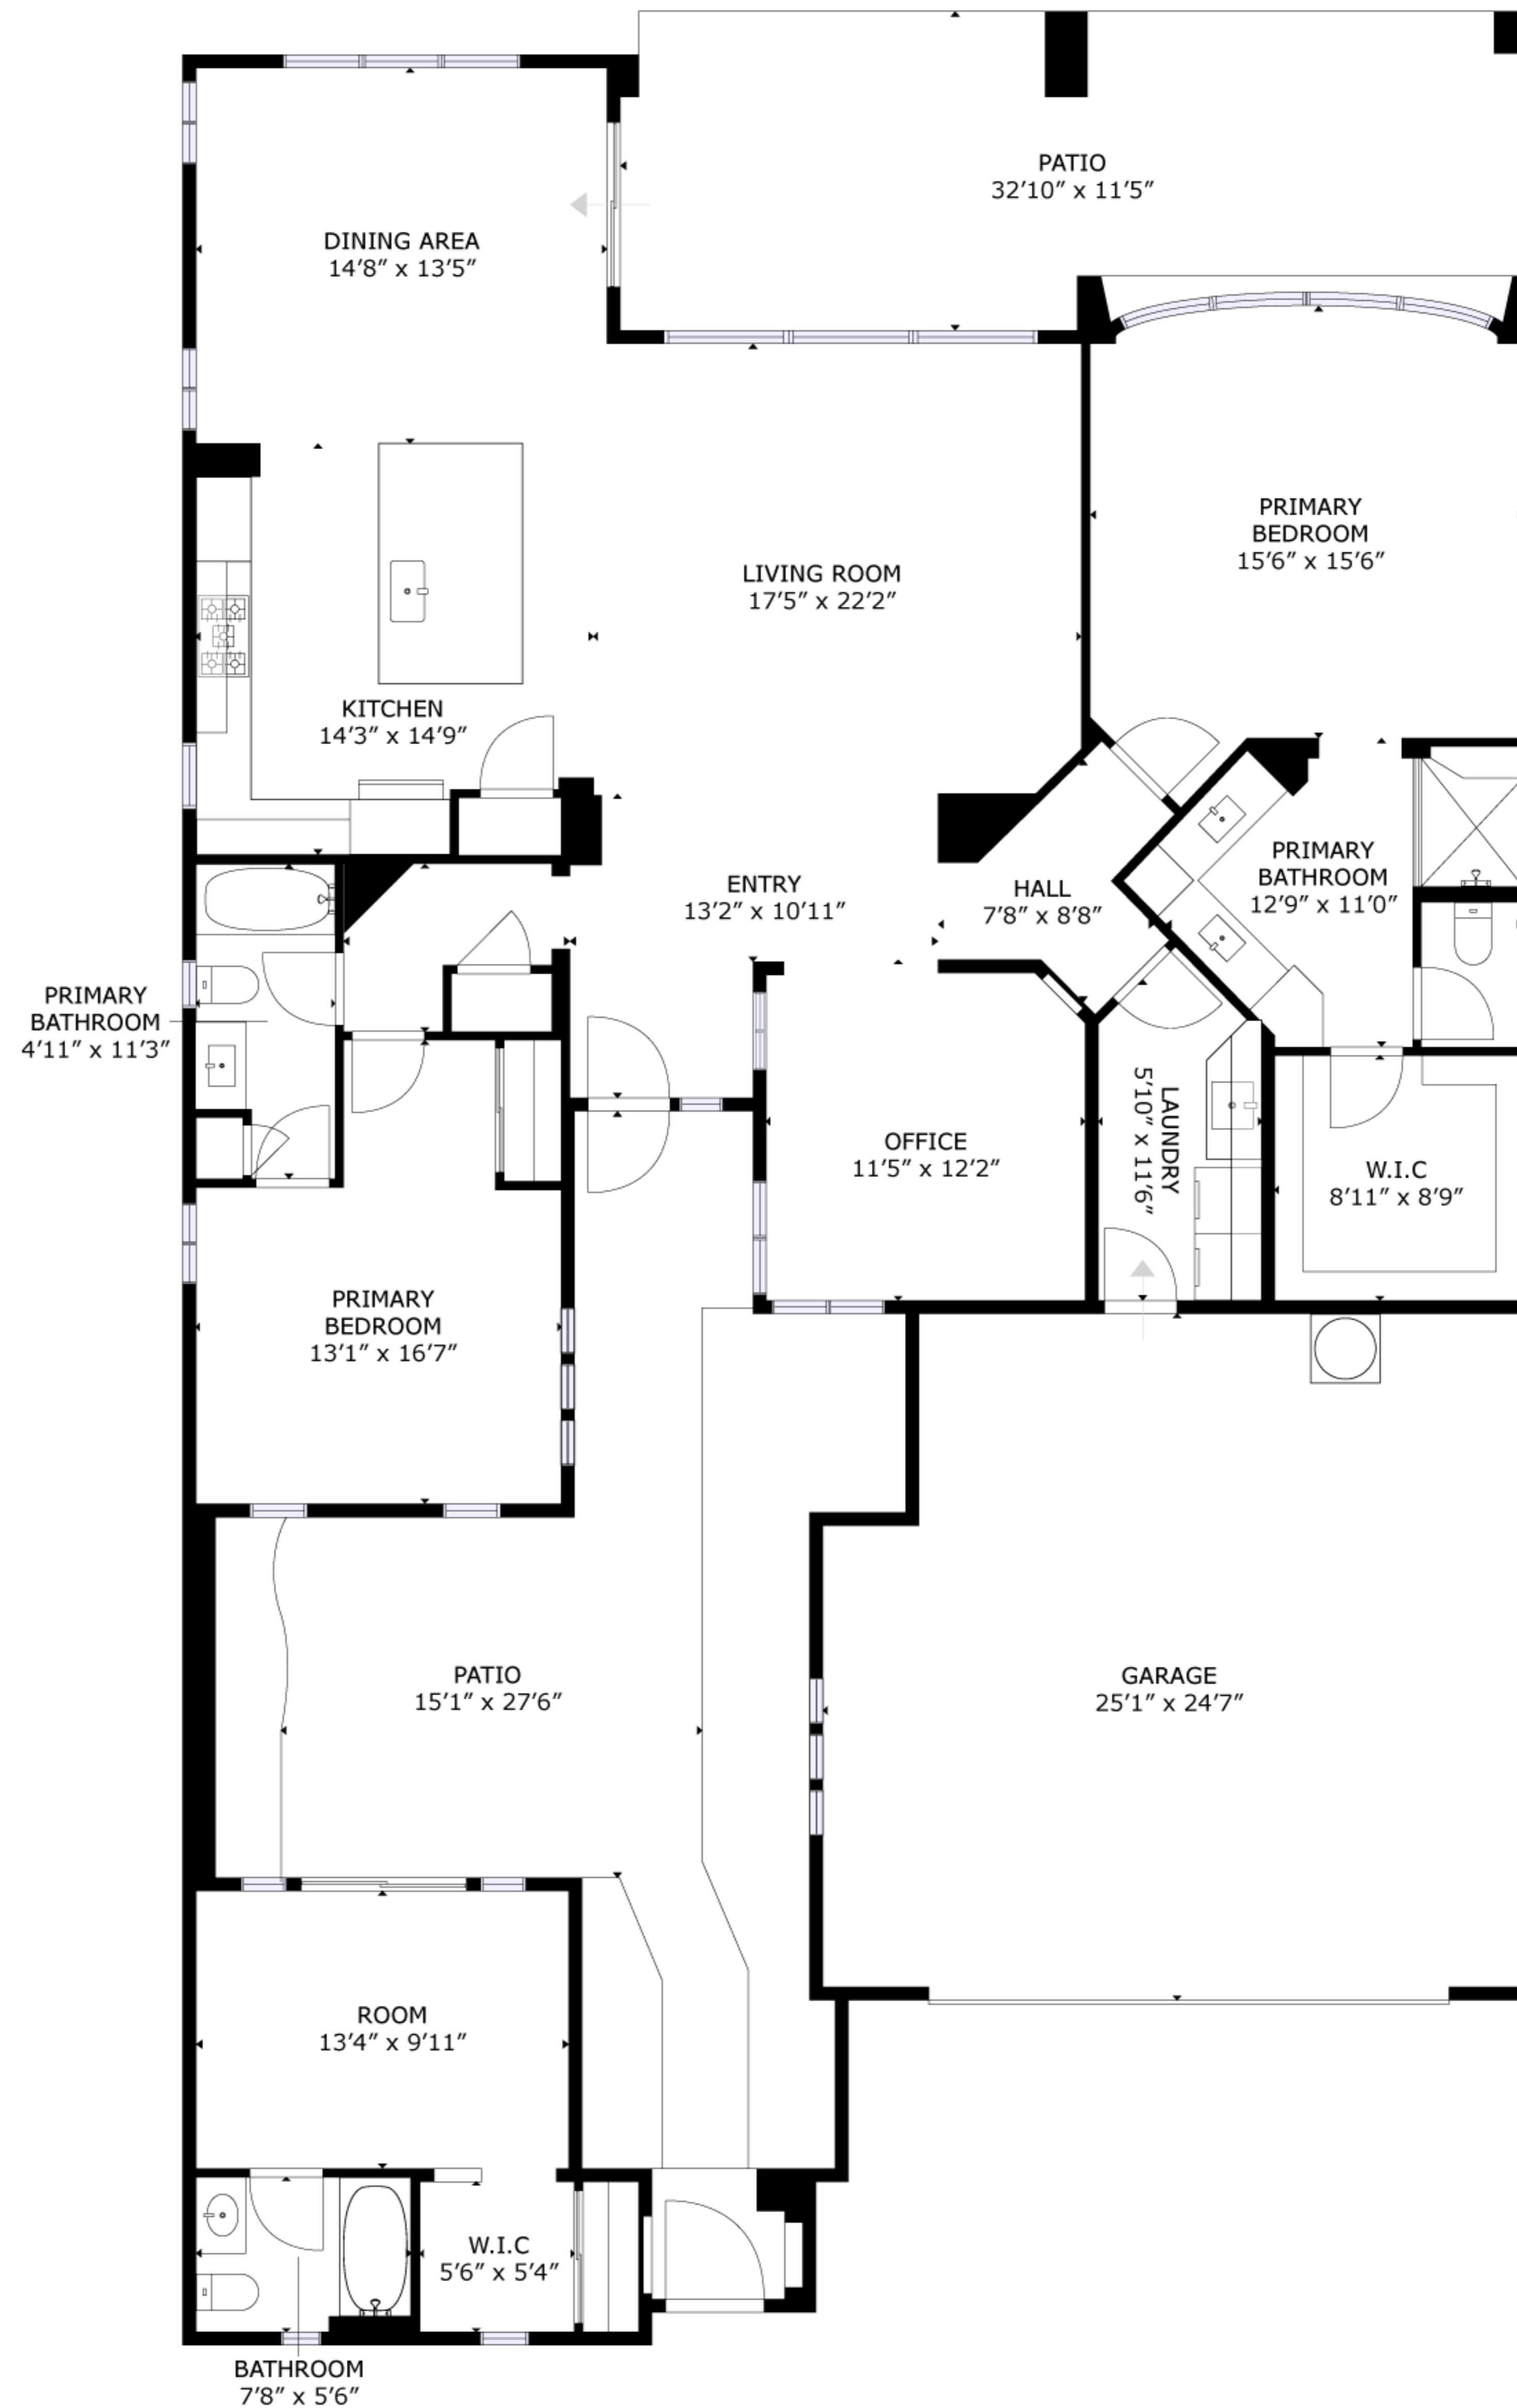 PATIO
32'10" x 11'5"
DINING AREA
14'8" x 13'5"
PRIMARY
BEDROOM
15'6" x 15'6"
LIVING ROOM
17'5" x 22'2"
KITCHEN
14'3" x 14'9"
PRIMARY
BATHROOM
12'9" x 11'0"
ENTRY
13'2" x 10'11"
HALL
7'8" x 8'8"
PRIMARY
BATHROOM
4'11" x 11'3"
LAUNDRY
5'10" x 11'6"
OFFICE
11'5" x 12'2"
W.I.C
8'11" x 8'9"
PRIMARY
BEDROOM
13'1" x 16'7"
PATIO
15'1" x 27'6"
GARAGE
25'1" x 24'7"
ROOM
13'4" x 9'11"
W.I.C
5'6" x 5'4"
BATHROOM
7'8" x 5'6"